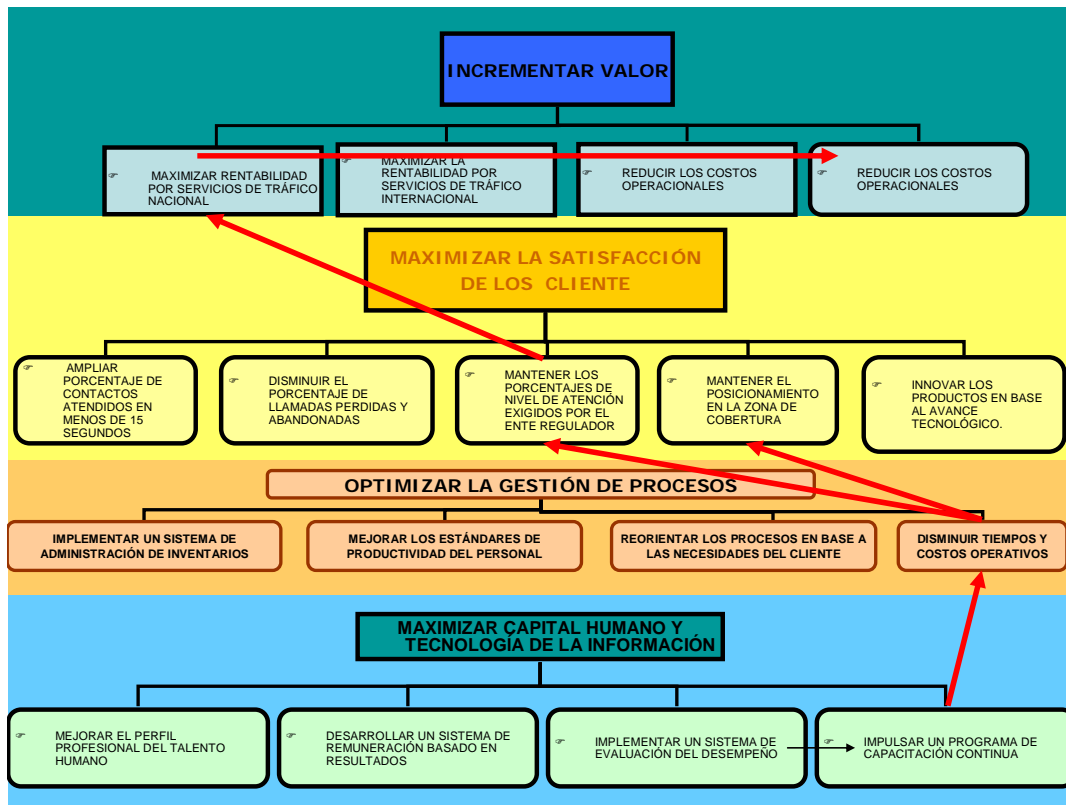 INCREMENTAR VALOR
☞ MAXIMIZAR RENTABILIDAD
POR SERVICIOS DE TRÁFICO
NACIONAL
☞ MAXIMIZAR LA
RENTABILIDAD POR
SERVICIOS DE TRÁFICO
INTERNACIONAL
☞ REDUCIR LOS COSTOS
OPERACIONALES
☞ REDUCIR LOS COSTOS
OPERACIONALES
MAXIMIZAR LA SATISFACCIÓN
DE LOS CLIENTE
☞ AMPLIAR
PORCENTAJE DE
CONTACTOS
ATENDIDOS EN
MENOS DE 15
SEGUNDOS
☞ DISMINUIR EL
PORCENTAJE DE
LLAMADAS PERDIDAS Y
ABANDONADAS
☞ MANTENER LOS
PORCENTAJES DE
NIVEL DE ATENCIÓN
EXIGIDOS POR EL
ENTE REGULADOR
☞ MANTENER EL
POSICIONAMIENTO
EN LA ZONA DE
COBERTURA
☞ INNOVAR LOS
PRODUCTOS EN BASE
AL AVANCE
TECNOLÓGICO.
OPTIMIZAR LA GESTIÓN DE PROCESOS
IMPLEMENTAR UN SISTEMA DE
ADMINISTRACIÓN DE INVENTARIOS
MEJORAR LOS ESTÁNDARES DE
PRODUCTIVIDAD DEL PERSONAL
REORIENTAR LOS PROCESOS EN BASE A
LAS NECESIDADES DEL CLIENTE
DISMINUIR TIEMPOS Y
COSTOS OPERATIVOS
MAXIMIZAR CAPITAL HUMANO Y
TECNOLOGÍA DE LA INFORMACIÓN
☞ MEJORAR EL PERFIL
PROFESIONAL DEL TALENTO
HUMANO
☞ DESARROLLAR UN SISTEMA DE
REMUNERACIÓN BASADO EN
RESULTADOS
☞ IMPLEMENTAR UN SISTEMA DE
EVALUACIÓN DEL DESEMPEÑO
☞ IMPULSAR UN PROGRAMA DE
CAPACITACIÓN CONTINUA